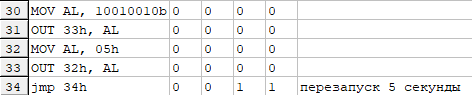 30 MOV AL, 10010010b 0 0 0 0
31 OUT 33h, AL 0 0 0 0
32 MOV AL, 05h 0 0 0 0
33 OUT 32h, AL 0 0 0 0
34 jmp 34h 0 0 1 1 перезапуск 5 секунды